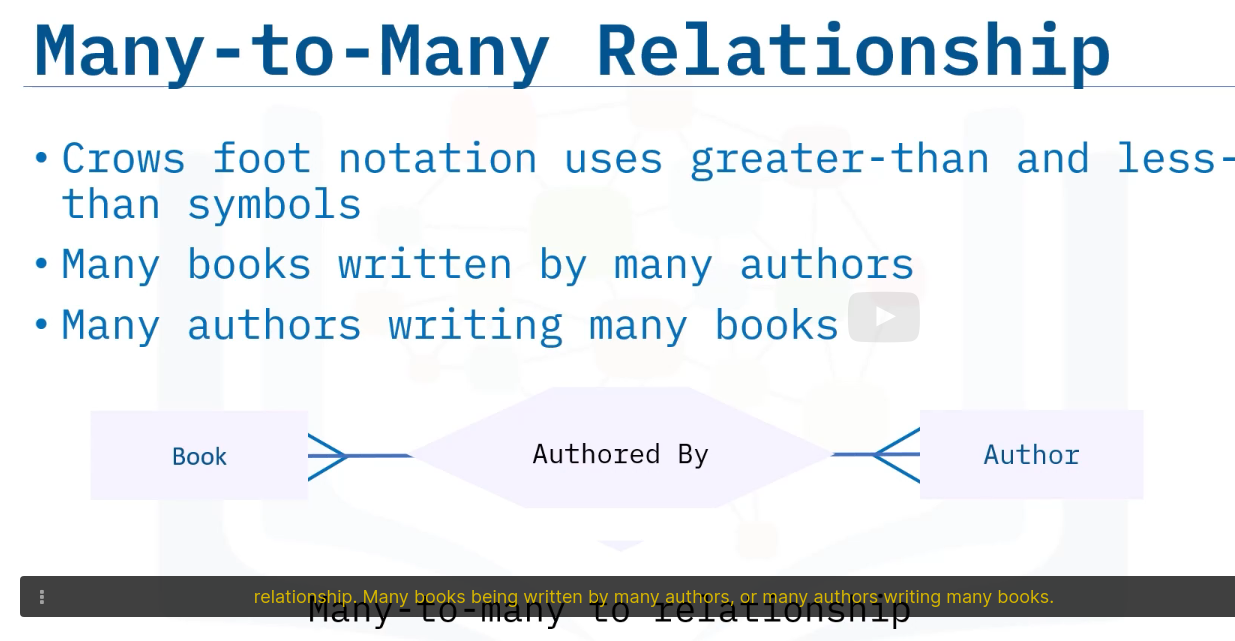 Many-to-Many Relationship
• Crows foot notation uses greater-than and less-
than symbols
• Many books written by many authors
• Many authors writing many books
Book
Authored By
Author
relationship. Many books being written by many authors, or many authors writing many books.
Many-to-many to relationship